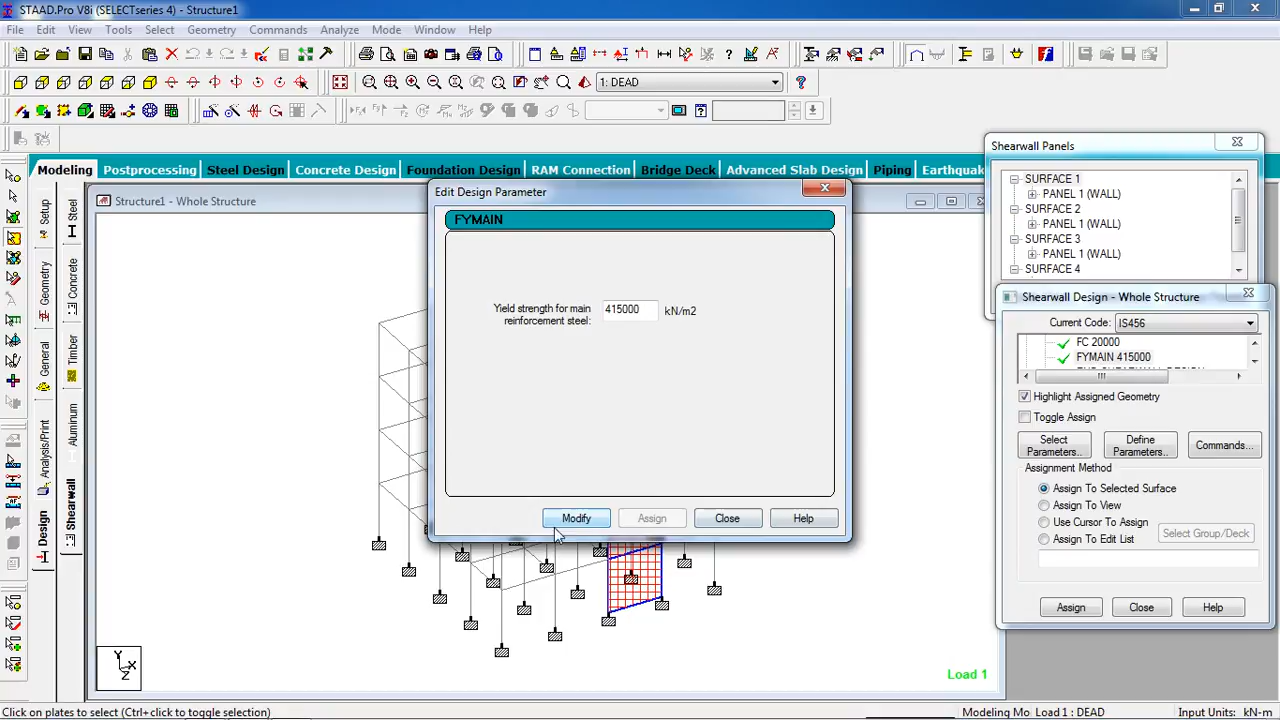 STAAD.Pro V8i (SELECTseries 4) - Structure1
File Edit View Tools Select Geometry Commands Analyze Mode Window Help
1: DEAD
Modeling Postprocessing Steel Design Concrete Design Foundation Design RAM Connection Bridge Deck Advanced Slab Design Piping Earthquak
Structure1 - Whole Structure
Setup
Geometry
General
Analysis/Print
Design
Steel
Concrete
Timber
Aluminum
Shearwall
Edit Design Parameter
FYMAIN
Yield strength for main
reinforcement steel:
415000 kN/m2
Modify Assign Close Help
Shearwall Panels
SURFACE 1
PANEL 1 (WALL)
SURFACE 2
PANEL 1 (WALL)
SURFACE 3
PANEL 1 (WALL)
SURFACE 4
Shearwall Design - Whole Structure
Current Code: IS456
FC 20000
FYMAIN 415000
Highlight Assigned Geometry
Toggle Assign
Select
Parameters..
Define
Parameters..
Commands...
Assignment Method
Assign To Selected Surface
Assign To View
Use Cursor To Assign
Select Group/Deck
Assign To Edit List
Assign Close Help
Y
X
Z
Load 1
Click on plates to select (Ctrl+click to toggle selection)
Modeling Mo Load 1 : DEAD Input Units: kN-m